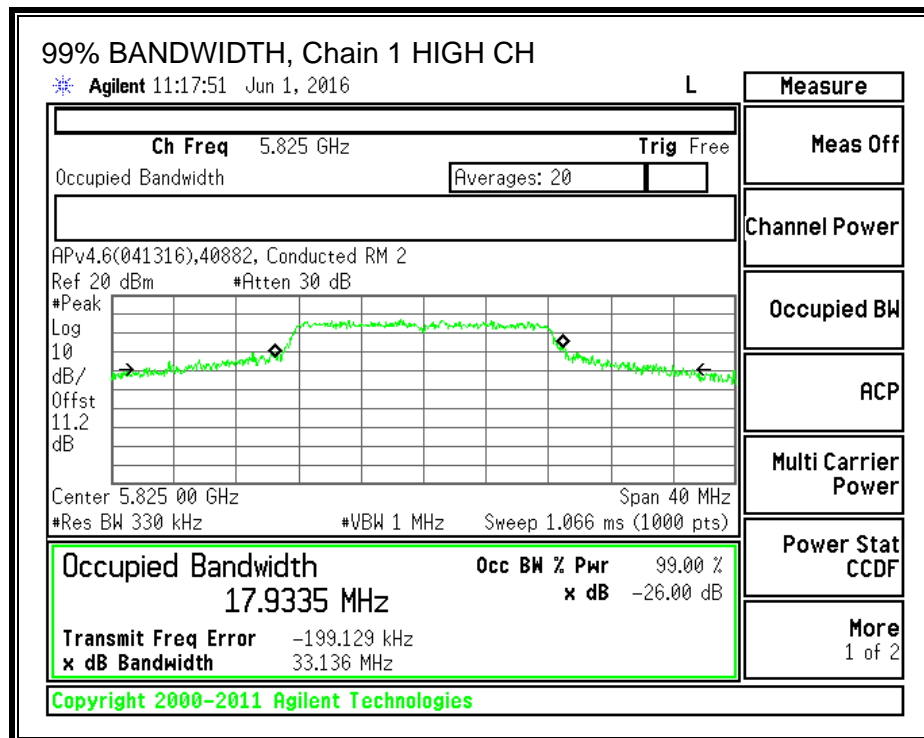 99% BANDWIDTH, Chain 1 HIGH CH
Agilent 11:17:51 Jun 1, 2016 L
Measure
Ch Freq 5.825 GHz Trig Free
Occupied Bandwidth Averages: 20
Meas Off
Channel Power
APv4.6(041316),40882, Conducted RM 2
Ref 20 dBm #Atten 30 dB
#Peak
Log
10
dB/
Offst
11.2
dB
Occupied BW
ACP
Multi Carrier
Power
Center 5.825 00 GHz Span 40 MHz
#Res BW 330 kHz #VBW 1 MHz Sweep 1.066 ms (1000 pts)
Power Stat
CCDF
Occupied Bandwidth Occ BW % Pwr 99.00 %
17.9335 MHz x dB -26.00 dB
Transmit Freq Error -199.129 kHz
x dB Bandwidth 33.136 MHz
More
1 of 2
Copyright 2000-2011 Agilent Technologies